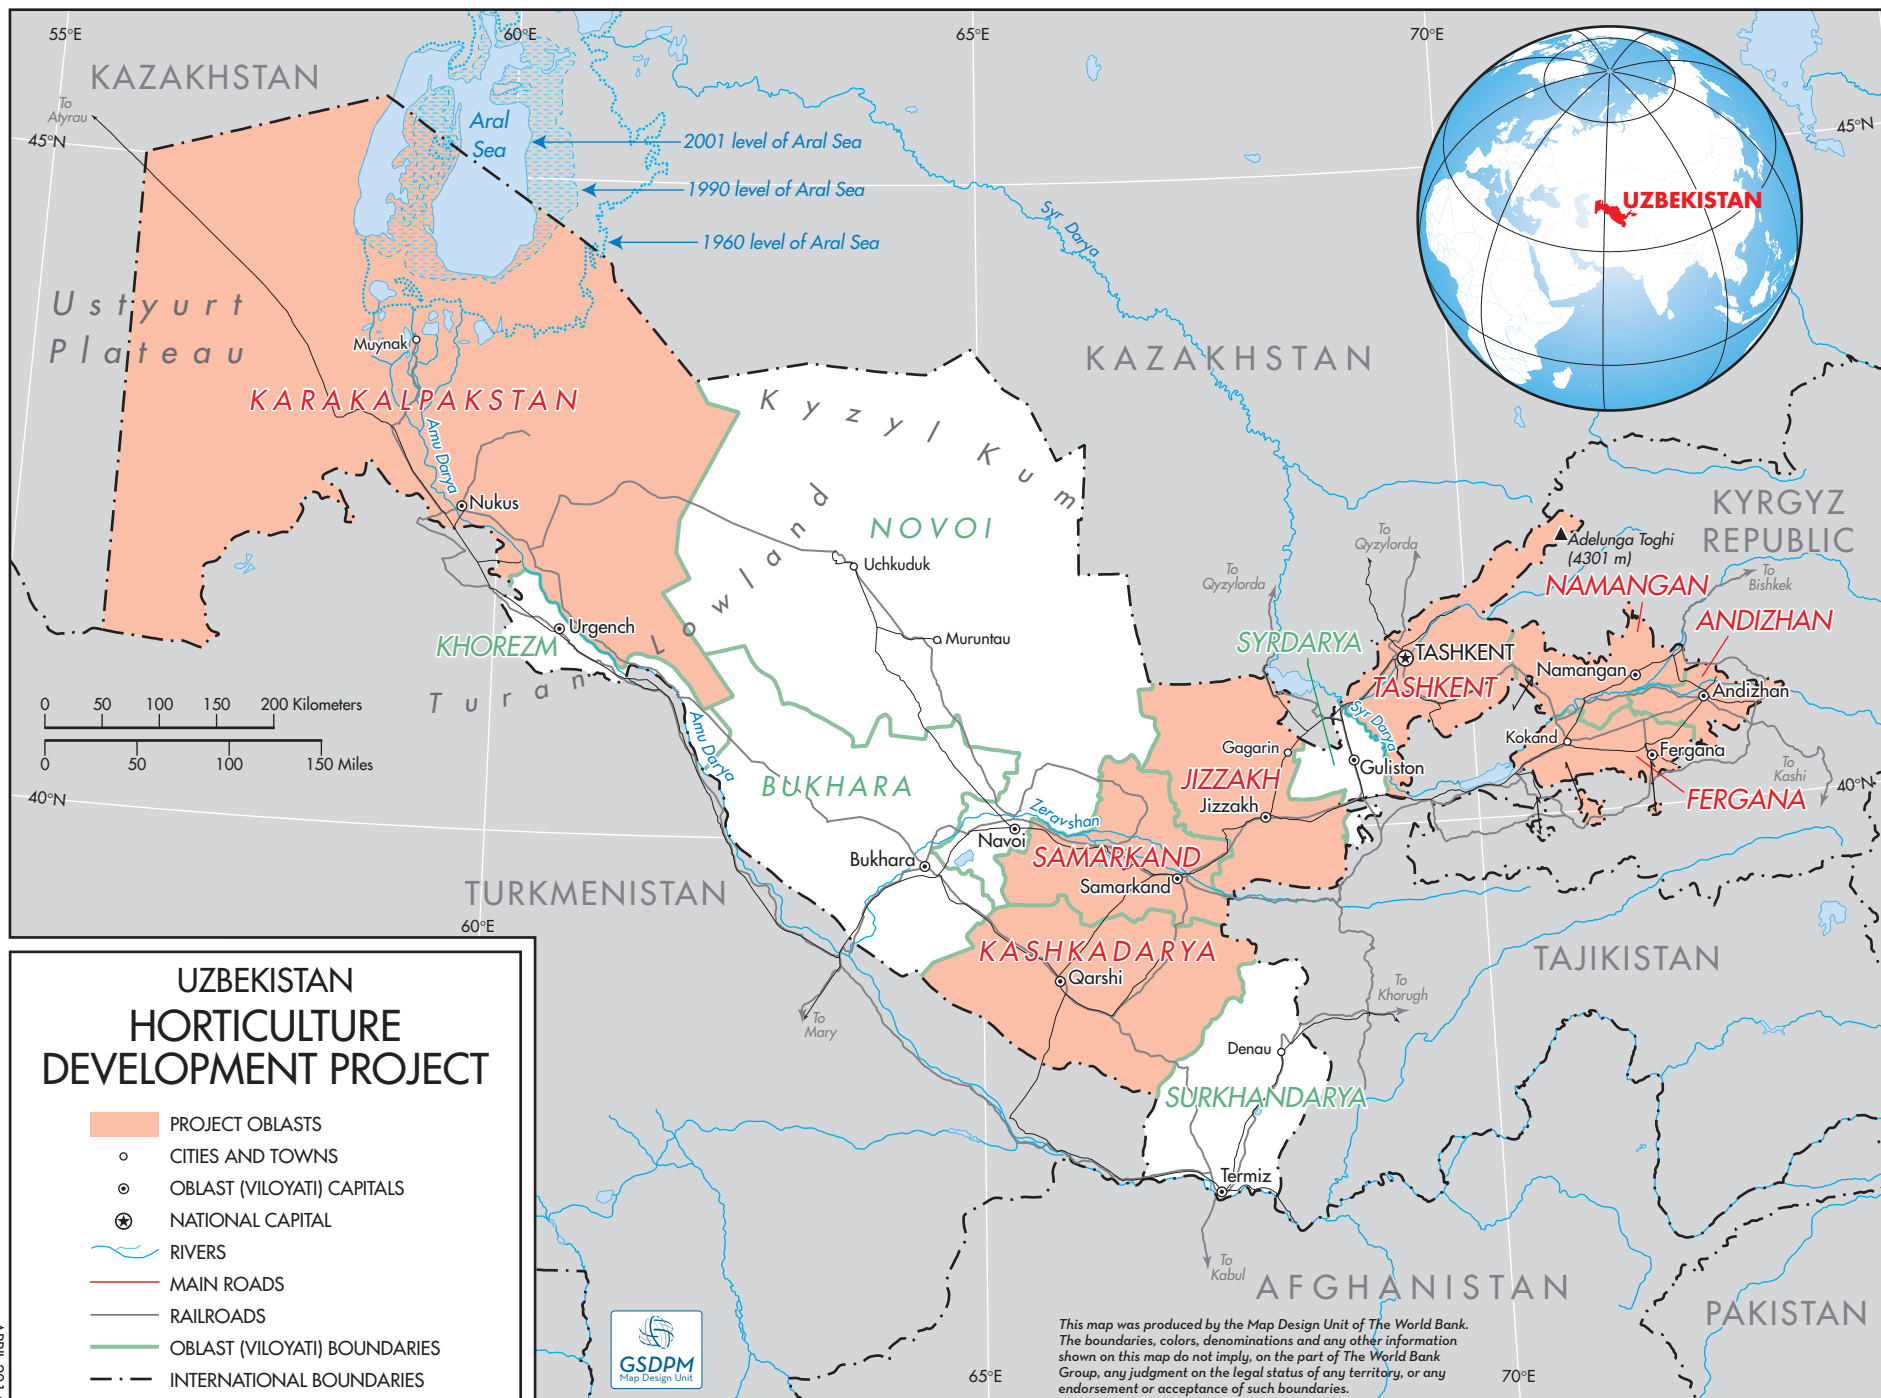 55°E
60°E
65°E
70°E
KAZAKHSTAN
To
Atyrau
45°N
45°N
Aral
Sea
2001 level of Aral Sea
1990 level of Aral Sea
1960 level of Aral Sea
Syr Darya
UZBEKISTAN
Ustyurt
Plateau
Muynak
KAZAKHSTAN
KARAKALPAKSTAN
Kyzyl Kum
Amu Darya
Nukus
NOVOI
KYRGYZ
REPUBLIC
To
Qyzylorda
Adelunga Toghi
(4301 m)
To
Qyzylorda
To
Bishkek
Uchkuduk
NAMANGAN
ANDIZHAN
Urgench
KHOREZM
Turan Lowland
Muruntau
SYRDARYA
TASHKENT
TASHKENT
Namangan
Andizhan
0 50 100 150 200 Kilometers
0 50 100 150 Miles
Amu Darya
Syr Darya
Gagarin
Kokand
Fergana
Guliston
To
Kashi
JIZZAKH
BUKHARA
40°N
40°N
FERGANA
Jizzakh
Zeravshan
Navoi
Bukhara
SAMARKAND
Samarkand
TURKMENISTAN
60°E
KASHKADARYA
Qarshi
TAJIKISTAN
To
Khorugh
To
Mary
Denau
SURKHANDARYA
Termiz
To
Kabul
AFGHANISTAN
PAKISTAN
65°E
70°E
UZBEKISTAN
HORTICULTURE
DEVELOPMENT PROJECT
PROJECT OBLASTS
CITIES AND TOWNS
OBLAST (VILOYATI) CAPITALS
NATIONAL CAPITAL
RIVERS
MAIN ROADS
RAILROADS
OBLAST (VILOYATI) BOUNDARIES
INTERNATIONAL BOUNDARIES
GSDPM
Map Design Unit
This map was produced by the Map Design Unit of The World Bank.
The boundaries, colors, denominations and any other information
shown on this map do not imply, on the part of The World Bank
Group, any judgment on the legal status of any territory, or any
endorsement or acceptance of such boundaries.